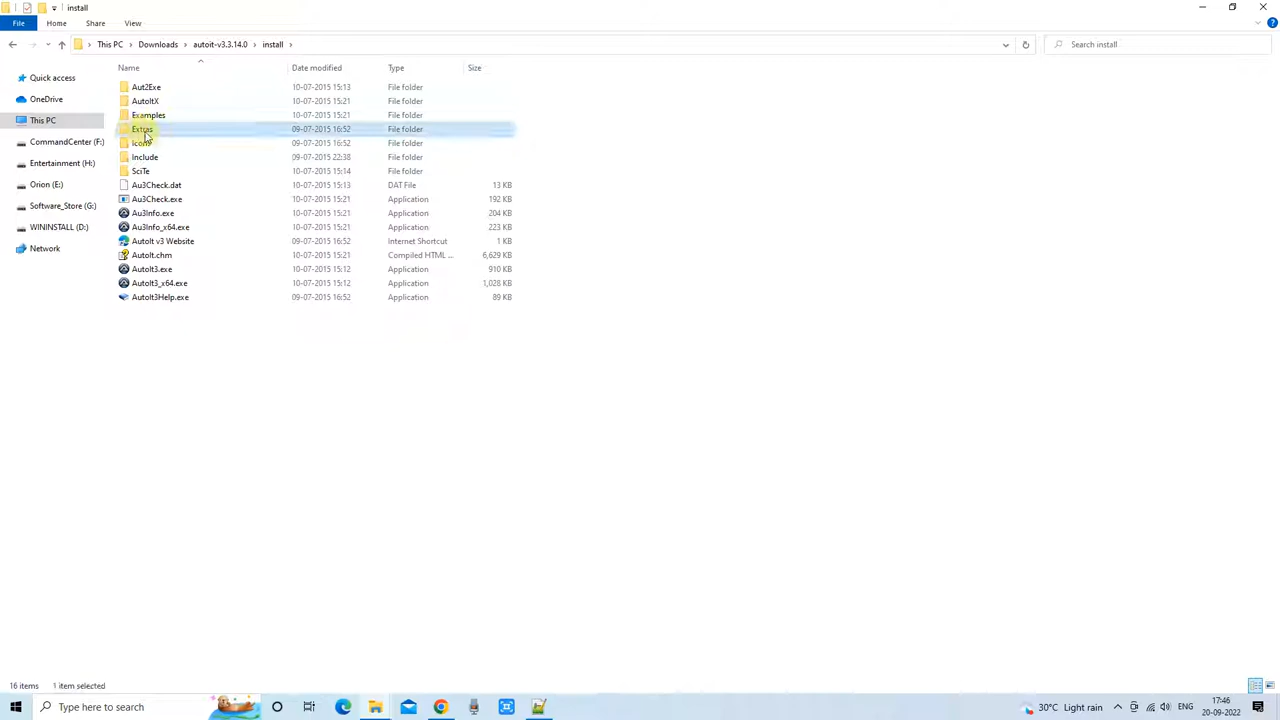 install
File Home Share View
This PC Downloads autoit-v3.3.14.0 install Search install
Name Date modified Type Size
Quick access
OneDrive
This PC
CommandCenter (F:)
Entertainment (H:)
Orion (E:)
Software_Store (G:)
WININSTALL (D:)
Network
Aut2Exe 10-07-2015 15:13 File folder
AutoItX 10-07-2015 15:21 File folder
Examples 10-07-2015 15:21 File folder
Extras 09-07-2015 16:52 File folder
Icons 09-07-2015 16:52 File folder
Include 09-07-2015 22:38 File folder
SciTe 10-07-2015 15:14 File folder
Au3Check.dat 10-07-2015 15:13 DAT File 13 KB
Au3Check.exe 10-07-2015 15:21 Application 192 KB
Au3Info.exe 10-07-2015 15:21 Application 204 KB
Au3Info_x64.exe 10-07-2015 15:21 Application 223 KB
AutoIt v3 Website 09-07-2015 16:52 Internet Shortcut 1 KB
AutoIt.chm 10-07-2015 15:21 Compiled HTML ... 6,629 KB
AutoIt3.exe 10-07-2015 15:12 Application 910 KB
AutoIt3_x64.exe 10-07-2015 15:12 Application 1,028 KB
AutoIt3Help.exe 09-07-2015 16:52 Application 89 KB
16 items 1 item selected
Type here to search
30°C Light rain ENG 17:46
20-09-2022